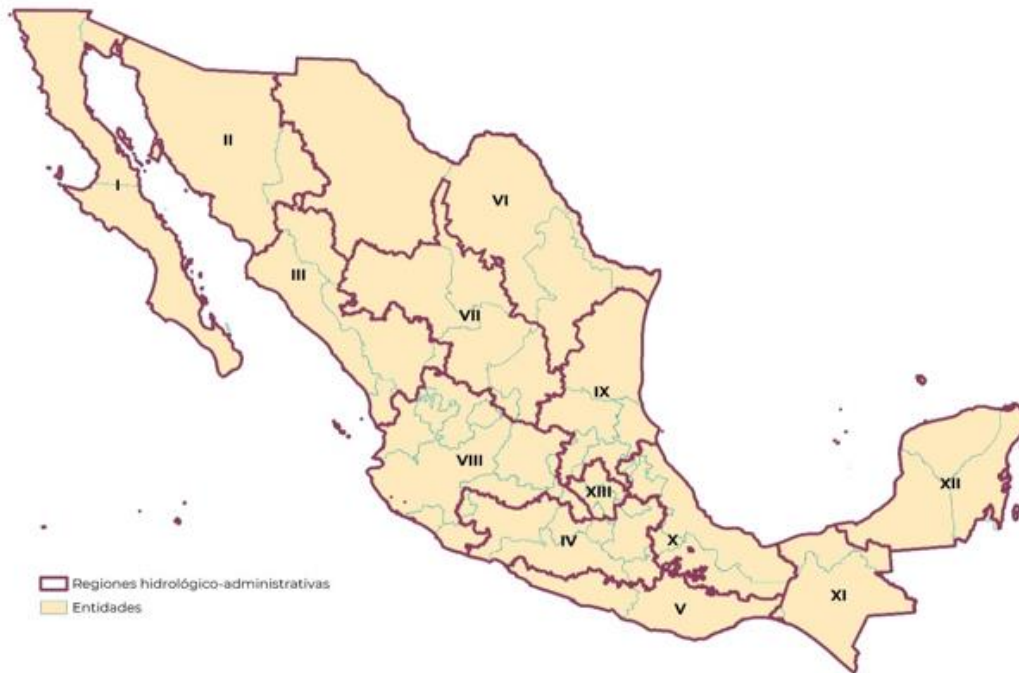 II
I
VI
III
VII
IX
VIII
XIII
XII
IV
X
XI
V
Regiones hidrológico-administrativas
Entidades